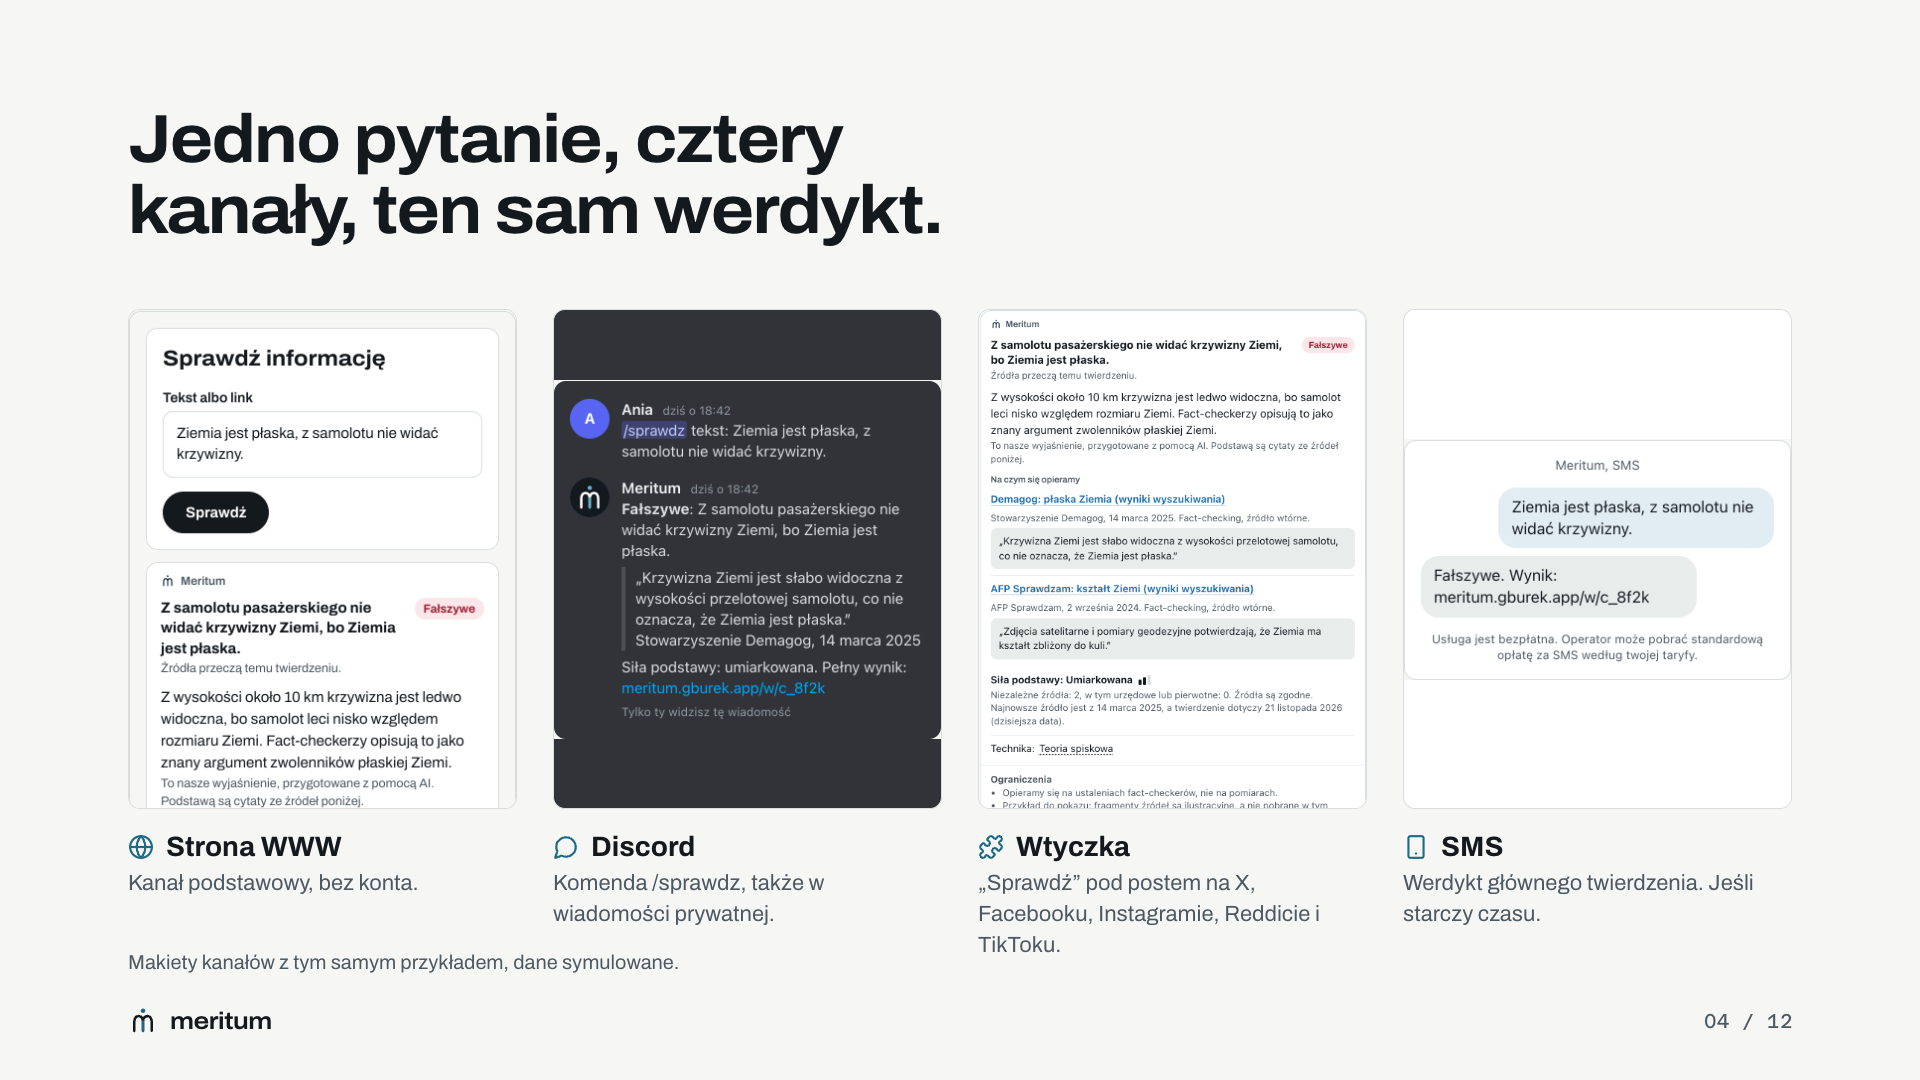 Jedno pytanie, cztery
kanały, ten sam werdykt.
Sprawdź informację
Tekst albo link
Ziemia jest płaska, z samolotu nie widać
krzywizny.
Sprawdź
Meritum
Z samolotu pasażerskiego nie
widać krzywizny Ziemi, bo Ziemia
jest płaska.
Fałszywe
Źródła przeczą temu twierdzeniu.
Z wysokości około 10 km krzywizna jest ledwo
widoczna, bo samolot leci nisko względem
rozmiaru Ziemi. Fact-checkerzy opisują to jako
znany argument zwolenników płaskiej Ziemi.
To nasze wyjaśnienie, przygotowane z pomocą AI.
Podstawą są cytaty ze źródeł poniżej.
Strona WWW
Kanał podstawowy, bez konta.
A
Ania dziś o 18:42
/sprawdz tekst: Ziemia jest płaska, z
samolotu nie widać krzywizny.
Meritum dziś o 18:42
Fałszywe: Z samolotu pasażerskiego nie
widać krzywizny Ziemi, bo Ziemia jest
płaska.
„Krzywizna Ziemi jest słabo widoczna z
wysokości przelotowej samolotu, co nie
oznacza, że Ziemia jest płaska.”
Stowarzyszenie Demagog, 14 marca 2025
Siła podstawy: umiarkowana. Pełny wynik:
meritum.gburek.app/w/c_8f2k
Tylko ty widzisz tę wiadomość
Discord
Komenda /sprawdz, także w
wiadomości prywatnej.
Meritum
Z samolotu pasażerskiego nie widać krzywizny Ziemi,
bo Ziemia jest płaska.
Fałszywe
Źródła przeczą temu twierdzeniu.
Z wysokości około 10 km krzywizna jest ledwo widoczna, bo samolot
leci nisko względem rozmiaru Ziemi. Fact-checkerzy opisują to jako
znany argument zwolenników płaskiej Ziemi.
To nasze wyjaśnienie, przygotowane z pomocą AI. Podstawą są cytaty ze źródeł
poniżej.
Na czym się opieramy
Demagog: płaska Ziemia (wyniki wyszukiwania)
Stowarzyszenie Demagog, 14 marca 2025. Fact-checking, źródło wtórne.
„Krzywizna Ziemi jest słabo widoczna z wysokości przelotowej samolotu,
co nie oznacza, że Ziemia jest płaska.”
AFP Sprawdzam: kształt Ziemi (wyniki wyszukiwania)
AFP Sprawdzam, 2 września 2024. Fact-checking, źródło wtórne.
„Zdjęcia satelitarne i pomiary geodezyjne potwierdzają, że Ziemia ma
kształt zbliżony do kuli.”
Siła podstawy: Umiarkowana
Niezależne źródła: 2, w tym urzędowe lub pierwotne: 0. Źródła są zgodne.
Najnowsze źródło jest z 14 marca 2025, a twierdzenie dotyczy 21 listopada 2026
(dzisiejsza data).
Technika: Teoria spiskowa
Ograniczenia
• Opieramy się na ustaleniach fact-checkerów, nie na pomiarach.
• Przykład do pokazu: fragmenty źródeł są ilustracyjne, a nie pobrane w tym
Wtyczka
„Sprawdź” pod postem na X,
Facebooku, Instagramie, Reddicie i
TikToku.
Meritum, SMS
Ziemia jest płaska, z samolotu nie
widać krzywizny.
Fałszywe. Wynik:
meritum.gburek.app/w/c_8f2k
Usługa jest bezpłatna. Operator może pobrać standardową
opłatę za SMS według twojej taryfy.
SMS
Werdykt głównego twierdzenia. Jeśli
starczy czasu.
Makiety kanałów z tym samym przykładem, dane symulowane.
meritum
04 / 12